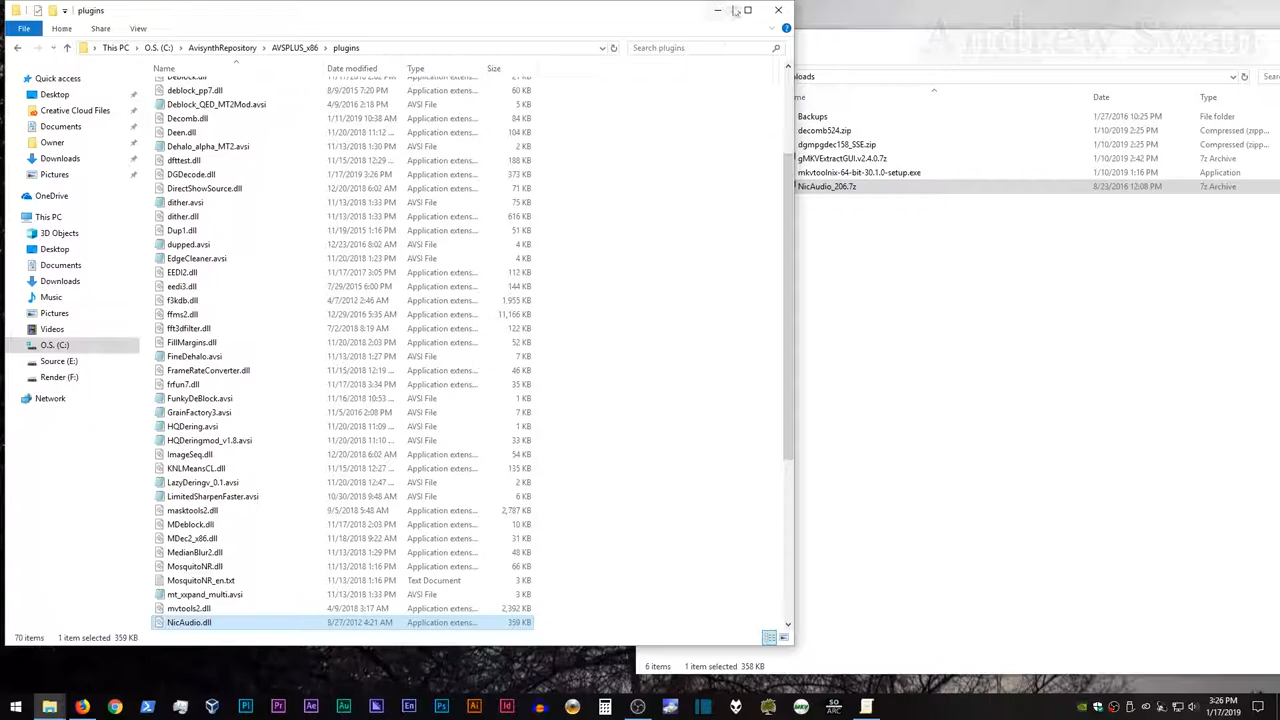 plugins
File
Home
Share
View
This PC
O.S. (C:)
AvisynthRepository
AVSPLUS_x86
plugins
Search plugins
Name
Date modified
Type
Size
deblock_pp7.dll 8/9/2015 7:20 PM Application extens... 60 KB
Deblock_QED_MT2Mod.avsi 4/9/2016 2:18 PM AVSI File 5 KB
Decomb.dll 1/11/2019 10:38 AM Application extens... 84 KB
Deen.dll 11/20/2018 11:12 ... Application extens... 104 KB
Dehalo_alpha_MT2.avsi 11/13/2018 1:30 PM AVSI File 2 KB
dfttest.dll 11/15/2018 12:29 ... Application extens... 188 KB
DGDecode.dll 1/17/2019 3:26 PM Application extens... 373 KB
DirectShowSource.dll 12/20/2018 6:02 AM Application extens... 71 KB
dither.avsi 11/13/2018 1:33 PM AVSI File 75 KB
dither.dll 11/13/2018 1:33 PM Application extens... 616 KB
Dup1.dll 11/19/2015 1:16 PM Application extens... 51 KB
dupped.avsi 12/23/2016 8:02 AM AVSI File 4 KB
EdgeCleaner.avsi 11/20/2018 1:23 PM AVSI File 4 KB
EEDI2.dll 11/17/2017 3:05 PM Application extens... 112 KB
eedi3.dll 7/29/2015 6:00 PM Application extens... 144 KB
f3kdb.dll 4/7/2012 2:46 AM Application extens... 1,955 KB
ffms2.dll 12/29/2016 5:35 AM Application extens... 11,166 KB
fft3dfilter.dll 7/2/2018 8:19 AM Application extens... 122 KB
FillMargins.dll 11/20/2018 2:03 PM Application extens... 52 KB
FineDehalo.avsi 11/13/2018 1:27 PM AVSI File 7 KB
FrameRateConverter.dll 11/15/2018 12:19 ... Application extens... 46 KB
frfun7.dll 11/17/2018 3:34 PM Application extens... 35 KB
FunkyDeBlock.avsi 11/16/2018 10:53 ... AVSI File 1 KB
GrainFactory3.avsi 11/5/2016 2:08 PM AVSI File 7 KB
HQDering.avsi 11/20/2018 11:09 ... AVSI File 1 KB
HQDeringmod_v1.8.avsi 11/20/2018 11:10 ... AVSI File 33 KB
ImageSeq.dll 12/20/2018 6:02 AM Application extens... 54 KB
KNLMeansCL.dll 11/15/2018 12:27 ... Application extens... 135 KB
LazyDeringv_0.1.avsi 11/20/2018 12:47 ... AVSI File 2 KB
LimitedSharpenFaster.avsi 10/30/2018 9:48 AM AVSI File 6 KB
masktools2.dll 9/5/2018 5:48 AM Application extens... 2,787 KB
MDeblock.dll 11/17/2018 2:03 PM Application extens... 10 KB
MDec2_x86.dll 11/18/2018 9:22 AM Application extens... 31 KB
MedianBlur2.dll 11/13/2018 1:29 PM Application extens... 48 KB
MosquitoNR.dll 11/13/2018 1:16 PM Application extens... 66 KB
MosquitoNR_en.txt 11/13/2018 1:16 PM Text Document 3 KB
mt_xxpand_multi.avsi 11/13/2018 1:33 PM AVSI File 3 KB
mvtools2.dll 4/9/2018 3:17 AM Application extens... 2,392 KB
NicAudio.dll 8/27/2012 4:21 AM Application extens... 359 KB
Quick access
Desktop
Creative Cloud Files
Documents
Owner
Downloads
Pictures
OneDrive
This PC
3D Objects
Desktop
Documents
Downloads
Music
Pictures
Videos
O.S. (C:)
Source (E:)
Render (F:)
Network
70 items
1 item selected 359 KB
Andrew Swan
loads
Sear
me
Date
Type
Backups 1/27/2016 10:25 PM File folder
decomb524.zip 1/10/2019 2:25 PM Compressed (zipp...
dgmpgdec158_SSE.zip 1/10/2019 2:25 PM Compressed (zipp...
gMKVExtractGUI.v2.4.0.7z 1/10/2019 2:42 PM 7z Archive
mkvtoolnix-64-bit-30.1.0-setup.exe 1/10/2019 1:16 PM Application
NicAudio_206.7z 8/23/2016 12:08 PM 7z Archive
6 items
1 item selected 358 KB
Pl
Pr
Ae
Au
En
Ps
Ai
Id
MKV
SO
ARC
3:26 PM
1/17/2019